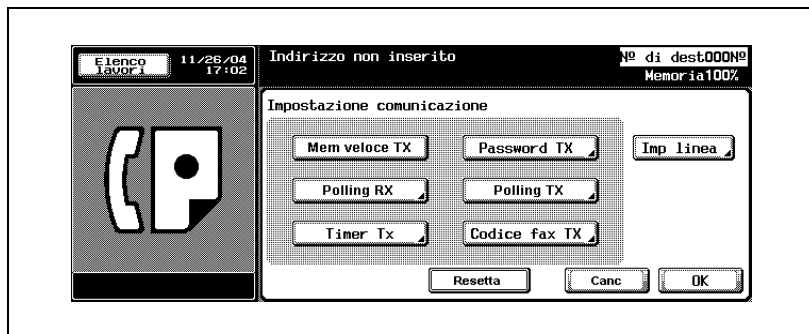 Elenco lavori
11/26/04
17:02
Indirizzo non inserito
Nº di dest000Nº
Memoria100%
Impostazione comunicazione
Mem veloce TX
Password TX
Imp linea
Polling RX
Polling TX
Timer Tx
Codice fax TX
Resetta
Canc
OK